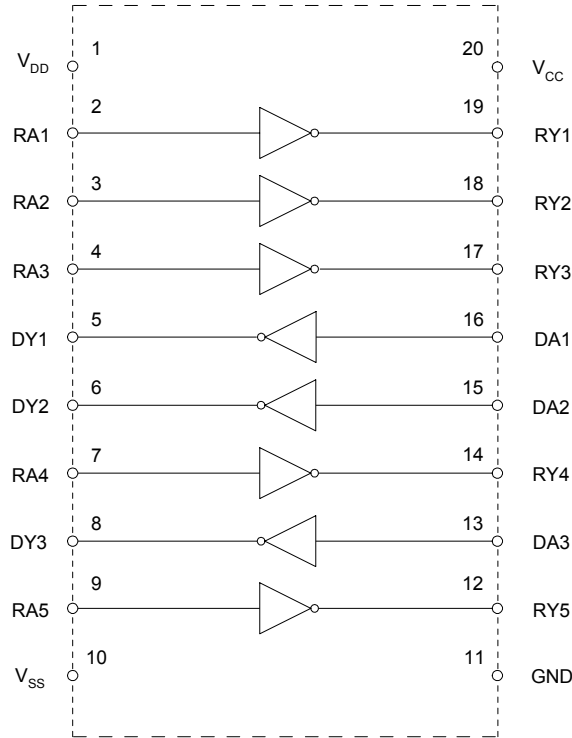 1 20
V_DD V_CC
2 19
RA1 RY1
3 18
RA2 RY2
4 17
RA3 RY3
5 16
DY1 DA1
6 15
DY2 DA2
7 14
RA4 RY4
8 13
DY3 DA3
9 12
RA5 RY5
10 11
V_SS GND